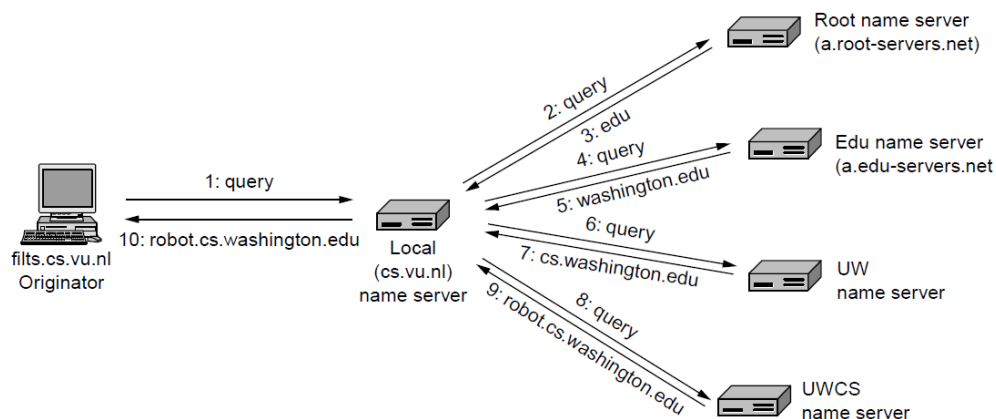 Root name server
(a.root-servers.net)
2: query
3: edu
4: query
Edu name server
(a.edu-servers.net
5: washington.edu
1: query
6: query
10: robot.cs.washington.edu
7: cs.washington.edu
filts.cs.vu.nl
Originator
Local
(cs.vu.nl)
name server
UW
name server
8: query
9: robot.cs.washington.edu
UWCS
name server